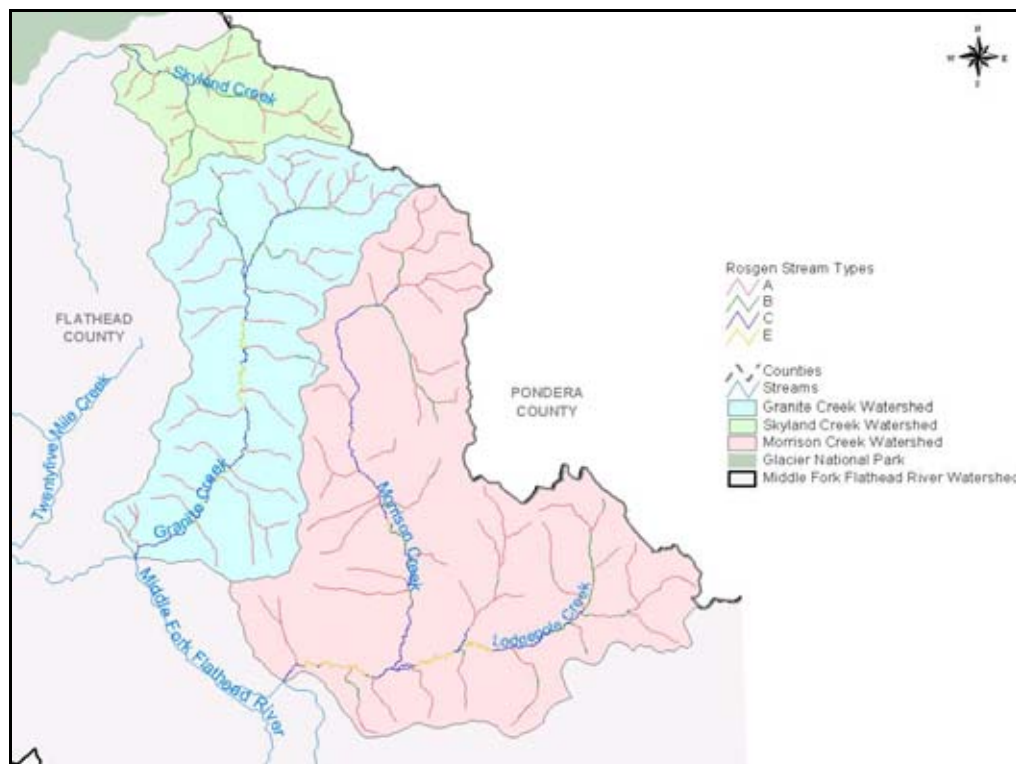 N
W
E
Skyland Creek
FLATHEAD
COUNTY
Twentyfive Mile Creek
Granite Creek
Middle Fork Flathead River
Morrison Creek
Lodgepole Creek
PONDERA
COUNTY
Rosgen Stream Types
A
B
C
E
Counties
Streams
Granite Creek Watershed
Skyland Creek Watershed
Morrison Creek Watershed
Glacier National Park
Middle Fork Flathead River Watershed